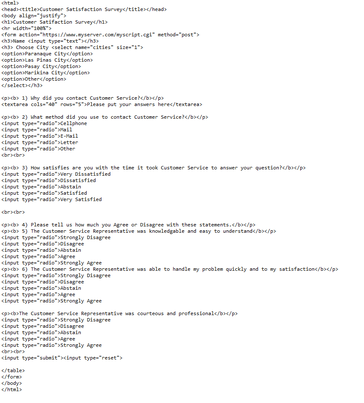 <html>
<head><title>Customer Satisfaction Survey</title></head>
<body align="justify">
<h1>Customer Satifaction Survey</h1>
<hr width="100%">
<form action="https://www.myserver.com/myscript.cgi" method="post">
<h3>Name <input type="text"></h3>
<h3> Choose City <select name="cities" size="1">
<option>Paranaque City</option>
<option>Las Pinas City</option>
<option>Pasay City</option>
<option>Marikina City</option>
<option>Other</option>
</select></h3>
<p><b> 1) Why did you contact Customer Service?</b></p>
<textarea cols="40" rows="5">Please put your answers here</textarea>
<p><b> 2) What method did you use to contact Customer Service?</b></p>
<input type="radio">Cellphone
<input type="radio">Mail
<input type="radio">E-Mail
<input type="radio">Letter
<input type="radio">Other
<br><br>
<p><b> 3) How satisfies are you with the time it took Customer Service to answer your question?</b></p>
<input type="radio">Very Dissatified
<input type="radio">Dissatisfied
<input type="radio">Abstain
<input type="radio">Satisfied
<input type="radio">Very Satisfied
<br><br>
<p><b> 4) Please tell us how much you Agree or Disagree with these statements.</b></p>
<p><b> 5) The Customer Service Representative was knowledgable and easy to understand</b></p>
<input type="radio">Strongly Disagree
<input type="radio">Disagree
<input type="radio">Abstain
<input type="radio">Agree
<input type="radio">Strongly Agree
<p><b> 6) The Customer Service Representative was able to handle my problem quickly and to my satisfaction</b></p>
<input type="radio">Strongly Disagree
<input type="radio">Disagree
<input type="radio">Abstain
<input type="radio">Agree
<input type="radio">Strongly Agree
<p><b>The Customer Service Representative was courteous and professional</b></p>
<input type="radio">Strongly Disagree
<input type="radio">Disagree
<input type="radio">Abstain
<input type="radio">Agree
<input type="radio">Strongly Agree
<br><br>
<input type="submit"><input type="reset">
</table>
</form>
</body>
</html>